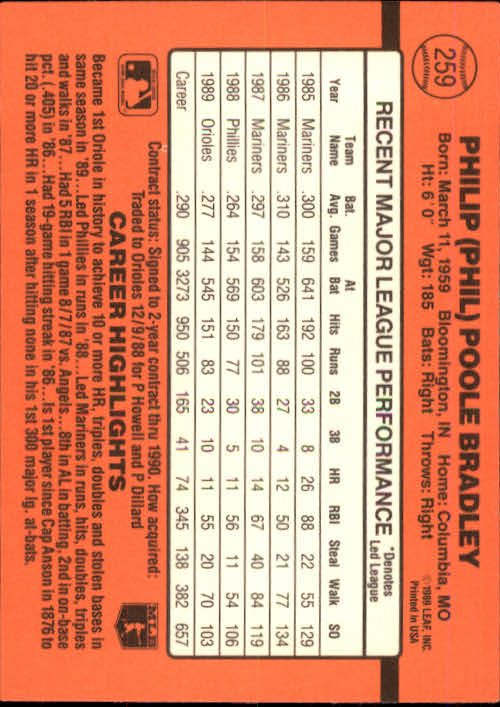 259
PHILIP (PHIL) POOLE BRADLEY
Born: March 11, 1959 Bloomington, IN Home: Columbia, MO
Ht: 6' 0" Wgt: 185 Bats: Right Throws: Right
©1989 LEAF, INC.
Printed in USA
RECENT MAJOR LEAGUE PERFORMANCE
*Denotes
Led League
Year Team Name Bat. Avg. Games At Bat Hits Runs 2B 3B HR RBI Steal Walk SO
1985 Mariners .300 159 641 192 100 33 8 26 88 22 55 129
1986 Mariners .310 143 526 163 88 27 4 12 50 21 77 134
1987 Mariners .297 158 603 179 101 38 10 14 67 40 84 119
1988 Phillies .264 154 569 150 77 30 5 11 56 11 54 106
1989 Orioles .277 144 545 151 83 23 10 11 55 20 70 103
Career .290 905 3273 950 506 165 41 74 345 138 382 657
Contract status: Signed to 2-year contract thru 1990. How acquired:
Traded to Orioles 12/9/88 for P Howell and P Dillard
CAREER HIGHLIGHTS
MLB
Became 1st Oriole in history to achieve 10 or more HR, triples, doubles and stolen bases in
same season in '89...Led Phillies in runs in '88...Led Mariners in runs, hits, doubles, triples
and walks in '87...Had 5 RBI in 1 game 8/7/87 vs. Angels...8th in AL in batting, 2nd in on-base
pct. (.405) in '86...Had 19-game hitting streak in '86...Is 1st player since Cap Anson in 1876 to
hit 20 or more HR in 1 season after hitting none in his 1st 300 major lg. at-bats.